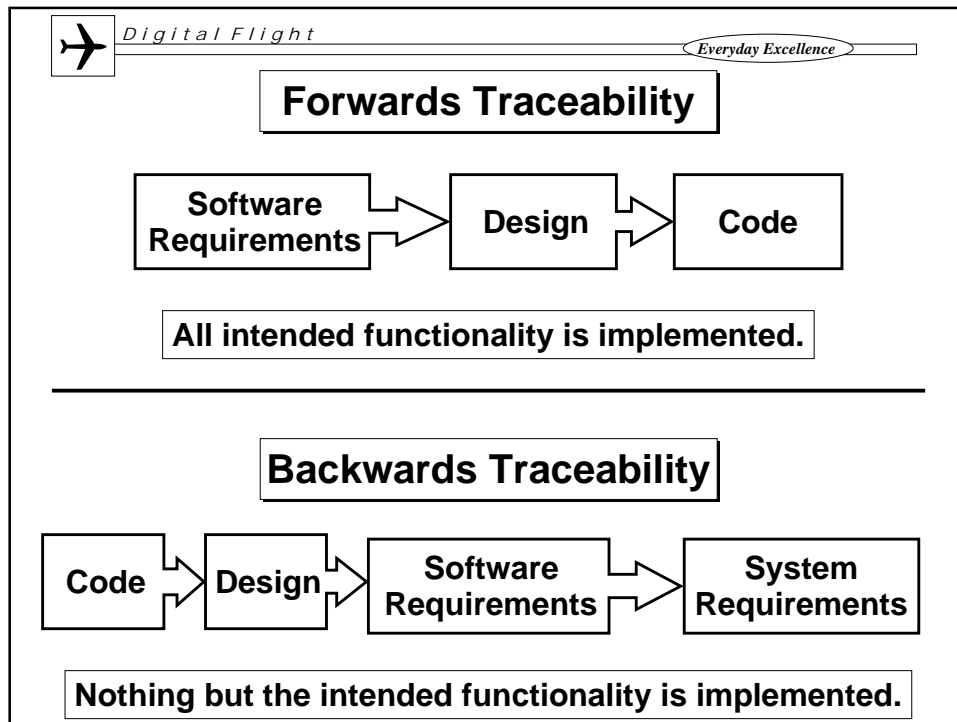 Digital Flight
Everyday Excellence
Forwards Traceability
Software
Requirements
Design
Code
All intended functionality is implemented.
Backwards Traceability
Code
Design
Software
Requirements
System
Requirements
Nothing but the intended functionality is implemented.